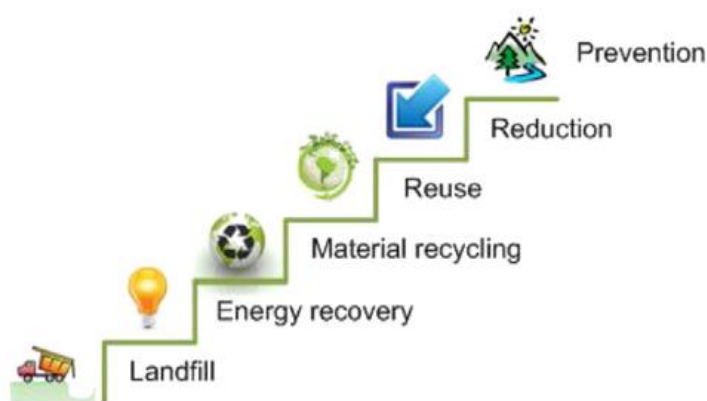 Prevention
Reduction
Reuse
Material recycling
Energy recovery
Landfill